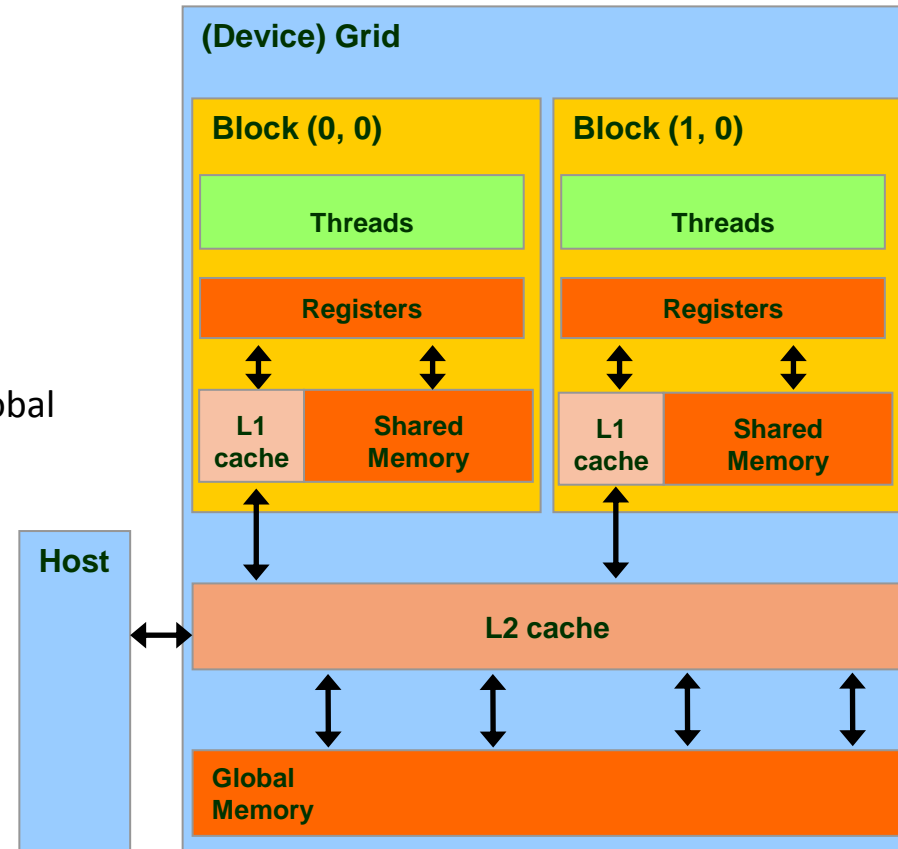 (Device) Grid
Block (0, 0)
Threads
Registers
L1
cache
Shared
Memory
Block (1, 0)
Threads
Registers
L1
cache
Shared
Memory
obal
Host
L2 cache
Global
Memory